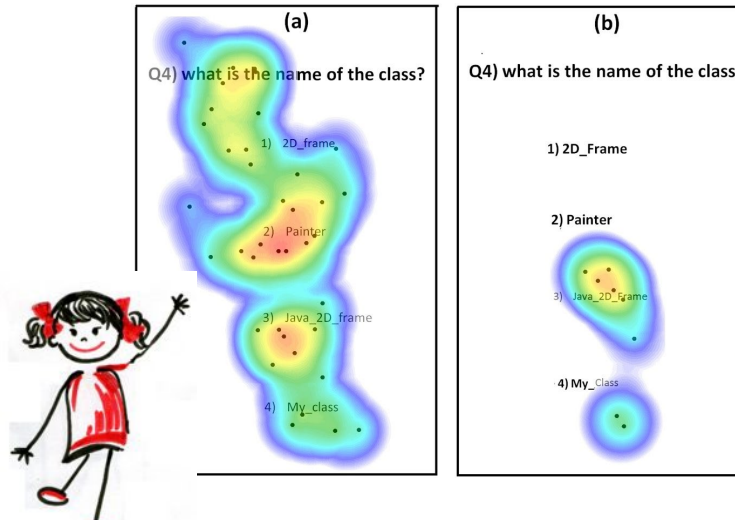 (a)
Q4) what is the name of the class?
1) 2D_frame
2) Painter
3) Java_2D_frame
4) My_class
(b)
Q4) what is the name of the class
1) 2D_Frame
2) Painter
3) Java_2D_Frame
4) My_Class